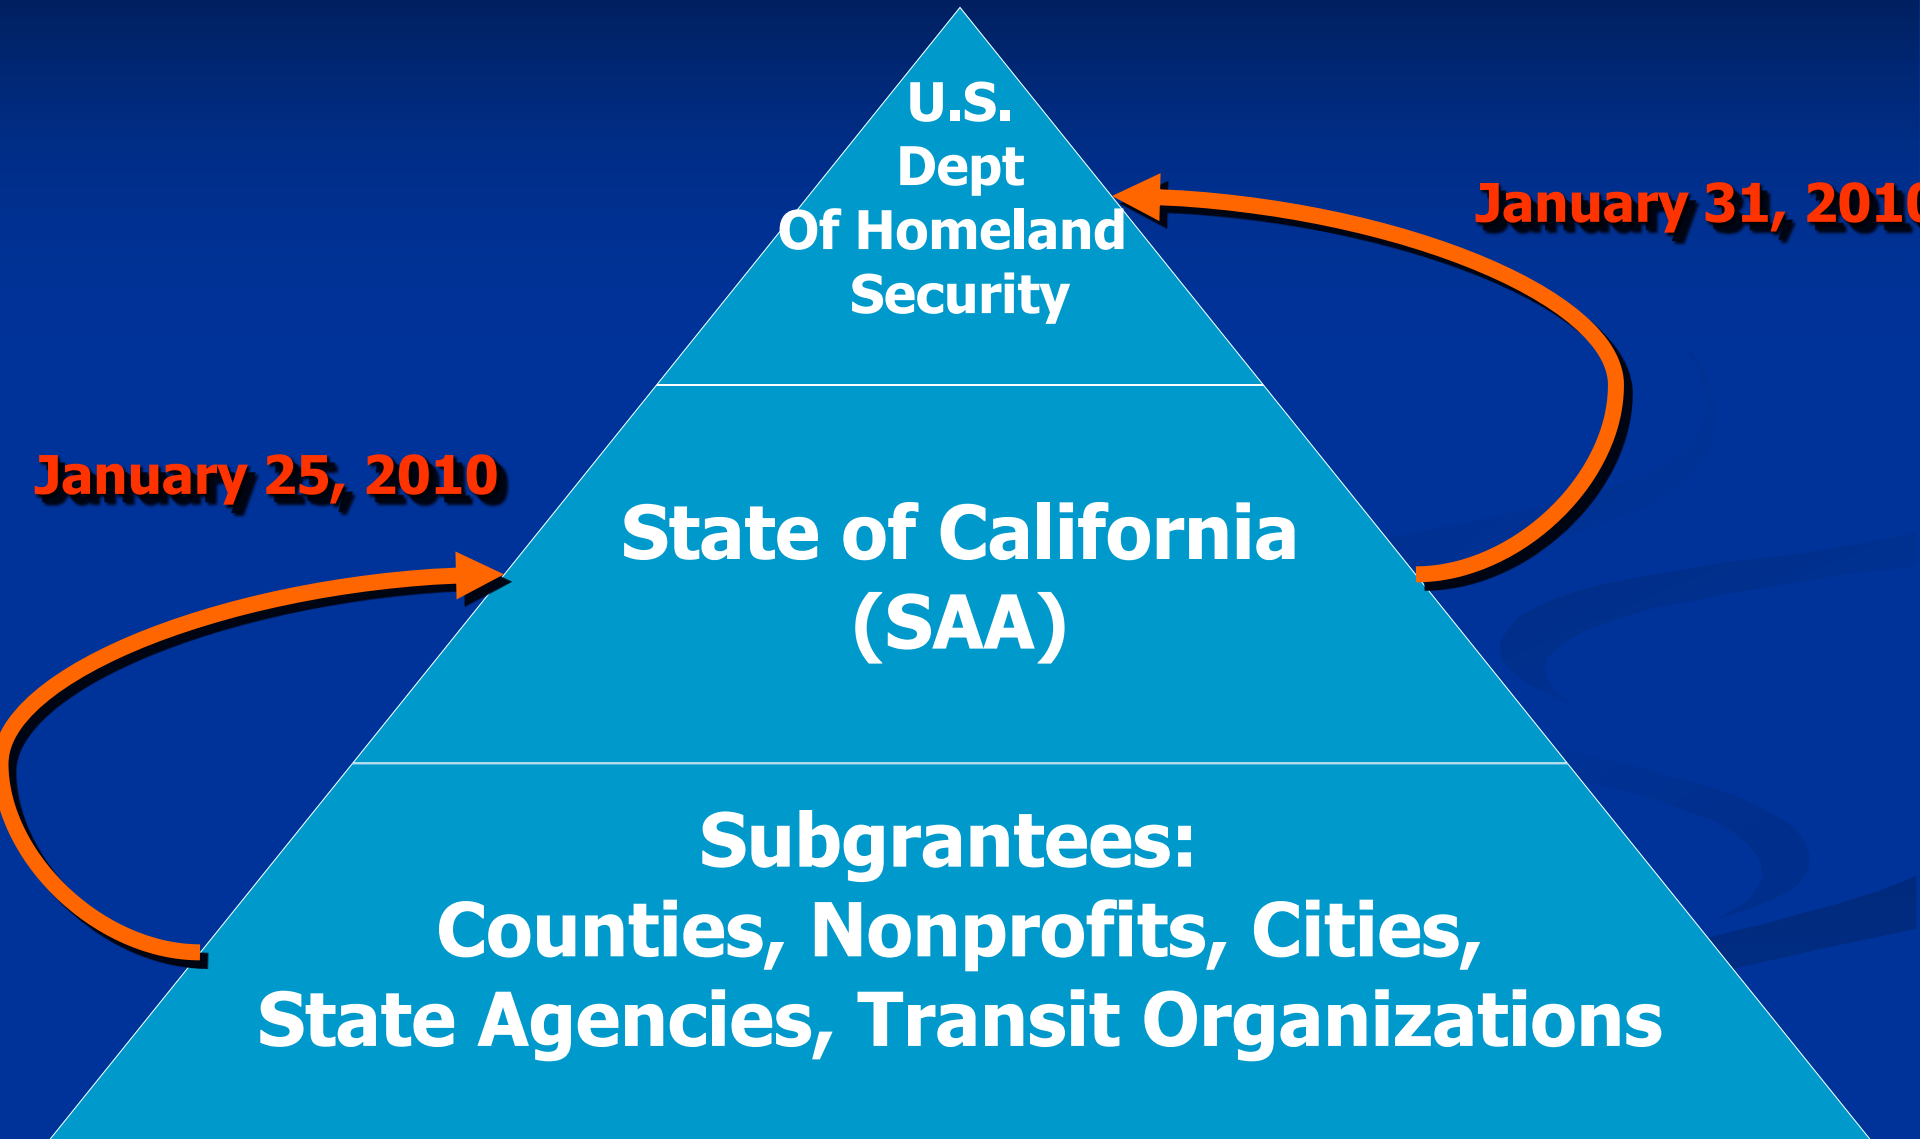 U.S.
Dept
Of Homeland
Security
January 31, 2010
January 25, 2010
State of California
(SAA)
Subgrantees:
Counties, Nonprofits, Cities,
State Agencies, Transit Organizations